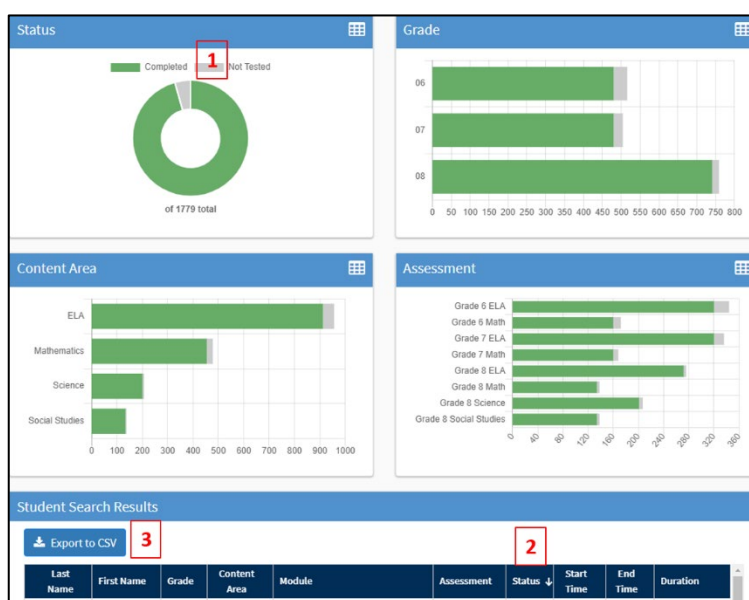 Status
1
Completed Not Tested
of 1779 total
Grade
06
07
08
0 50 100 150 200 250 300 350 400 450 500 550 600 650 700 750 800
Content Area
ELA
Mathematics
Science
Social Studies
0 100 200 300 400 500 600 700 800 900 1000
Assessment
Grade 6 ELA
Grade 6 Math
Grade 7 ELA
Grade 7 Math
Grade 8 ELA
Grade 8 Math
Grade 8 Science
Grade 8 Social Studies
0 40 80 120 160 200 240 280 320 360
Student Search Results
Export to CSV
3
2
Last Name First Name Grade Content Area Module Assessment Status ↓ Start Time End Time Duration